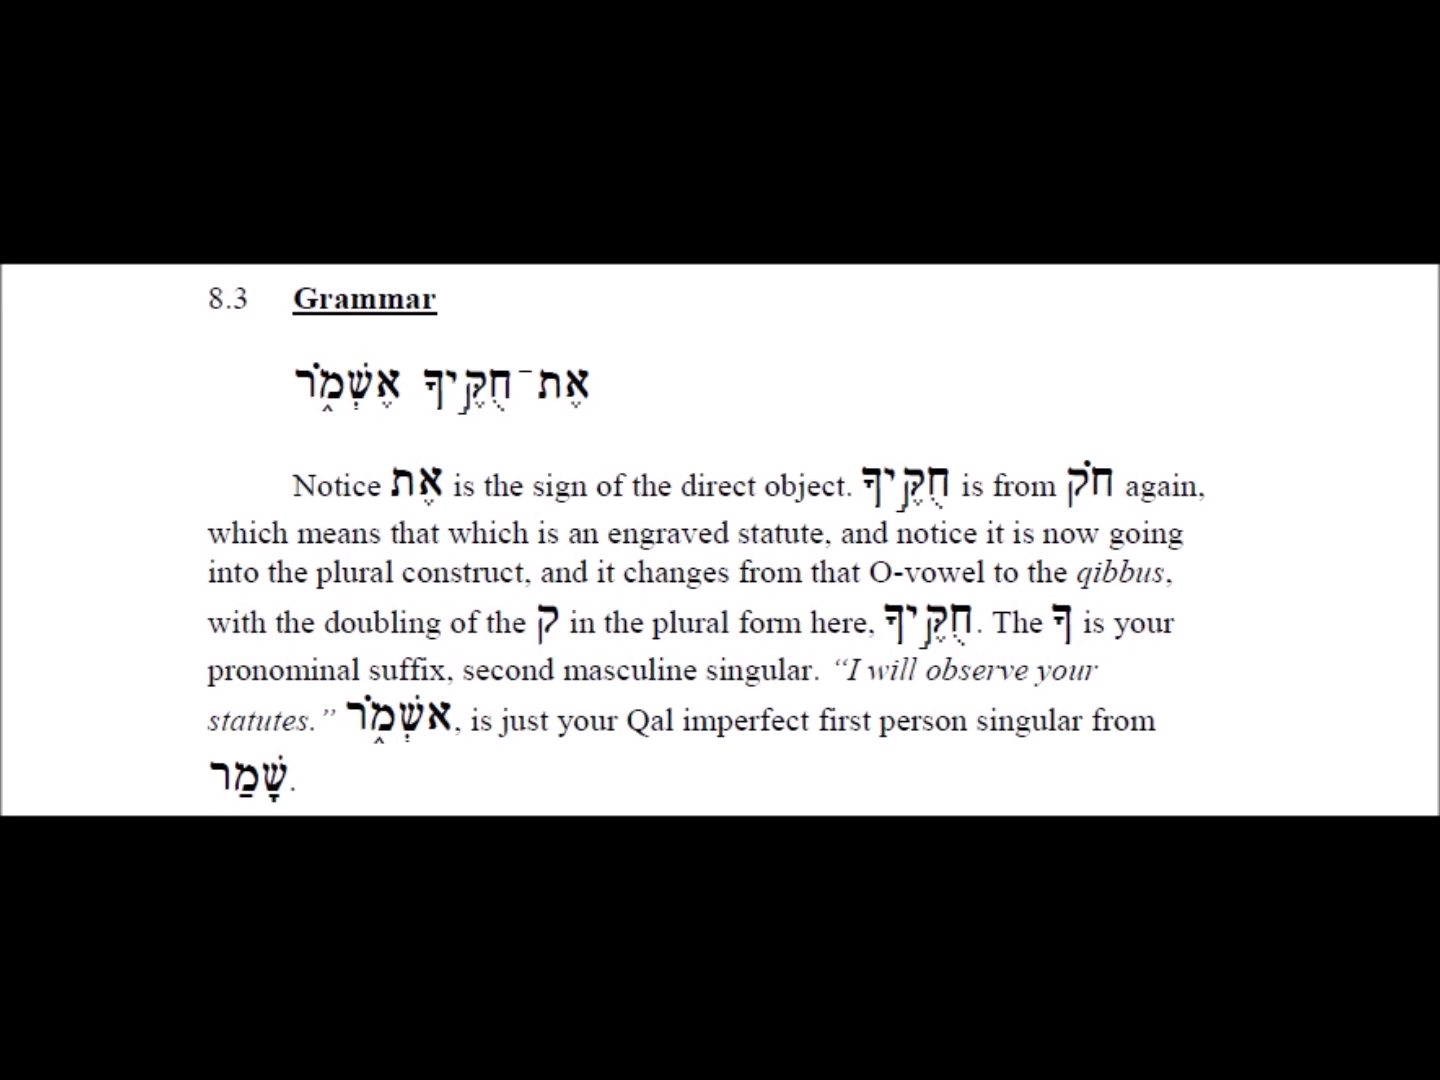 8.3 Grammar
אֶת־חֻקֶּ֥יךָ אֶשְׁמֹ֑ר
Notice אֶת is the sign of the direct object. חֻקֶּ֥יךָ is from חֹק again,
which means that which is an engraved statute, and notice it is now going
into the plural construct, and it changes from that O-vowel to the qibbus,
with the doubling of the ק in the plural form here, חֻקֶּ֥יךָ. The ךָ is your
pronominal suffix, second masculine singular. “I will observe your
statutes.” אשְׁמֹ֑ר, is just your Qal imperfect first person singular from
שָׁמַר.